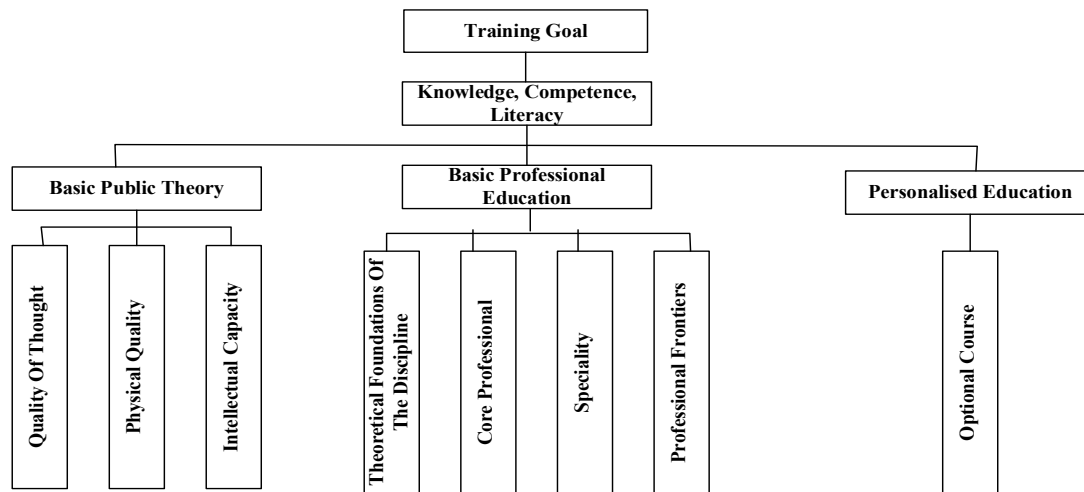 Training Goal
Knowledge, Competence,
Literacy
Basic Public Theory
Basic Professional
Education
Personalised Education
Quality Of Thought
Physical Quality
Intellectual Capacity
Theoretical Foundations Of
The Discipline
Core Professional
Speciality
Professional Frontiers
Optional Course